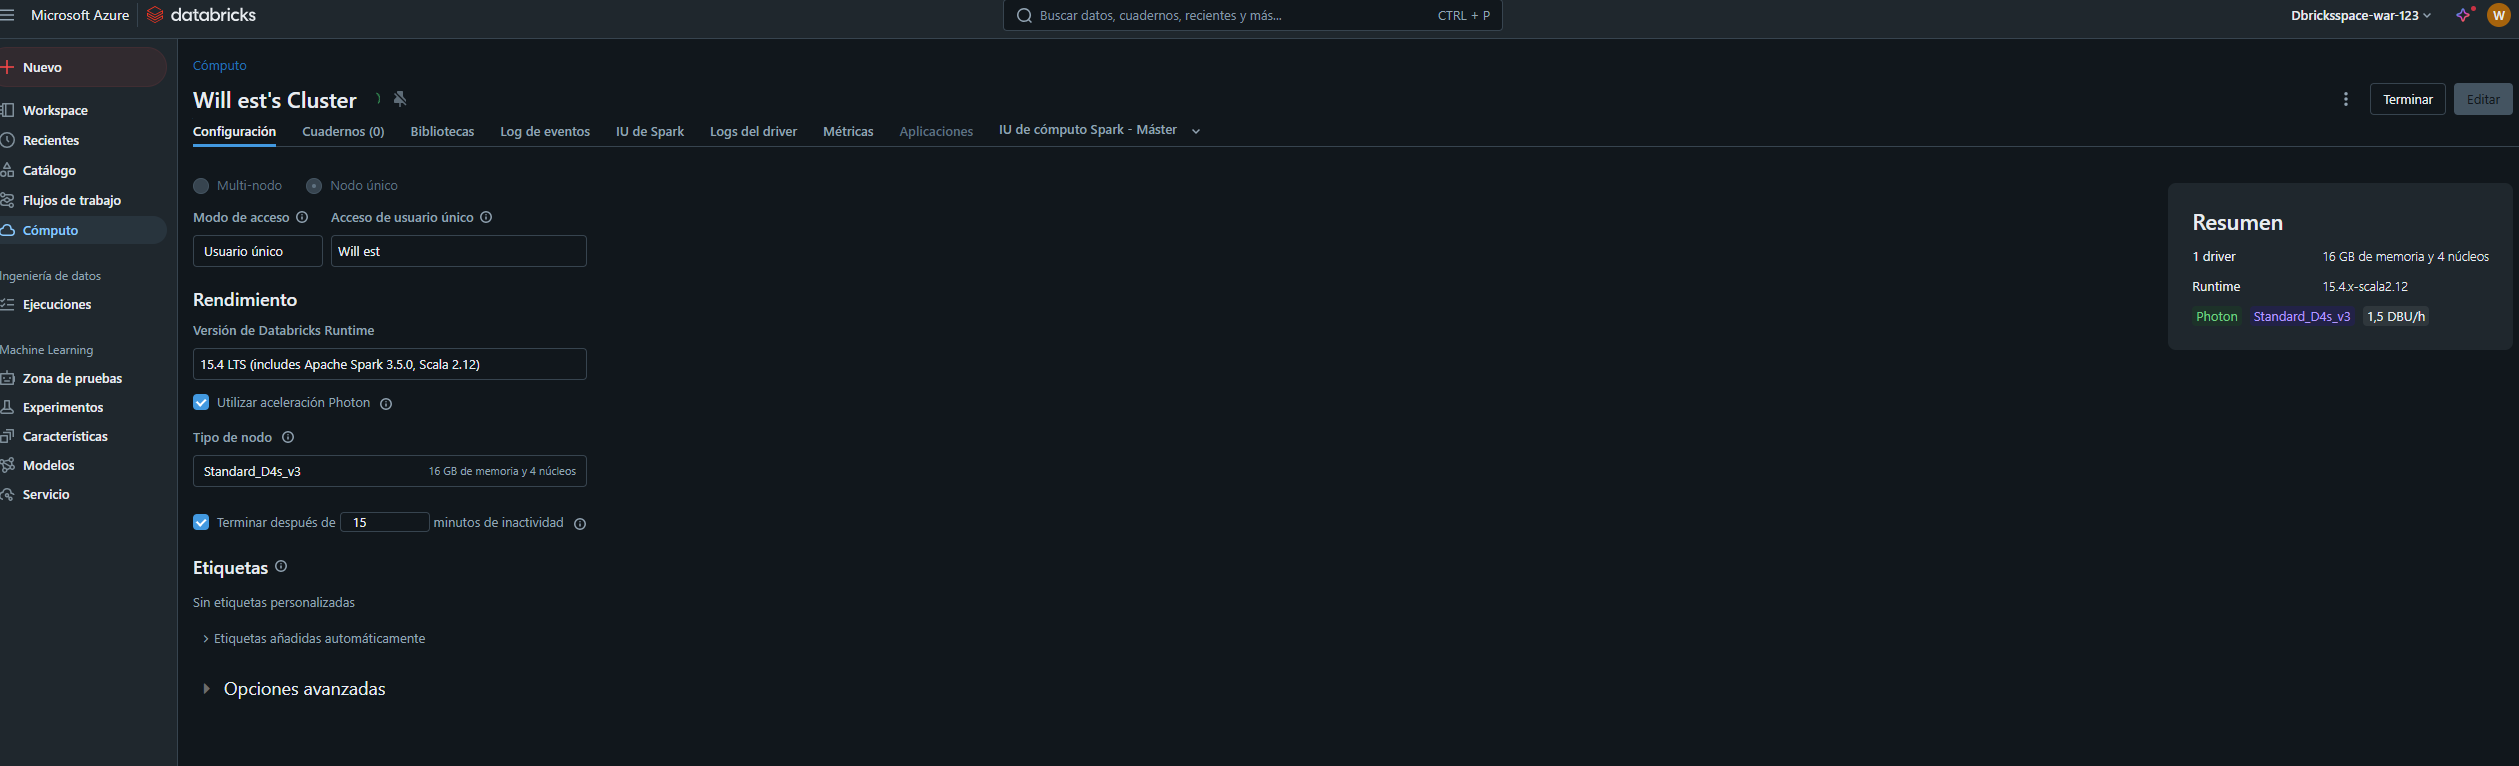 Microsoft Azure databricks Buscar datos, cuadernos, recientes y más... CTRL + P Dbricksspace-war-123 W
Nuevo
Workspace
Recientes
Catálogo
Flujos de trabajo
Cómputo
Ingeniería de datos
Ejecuciones
Machine Learning
Zona de pruebas
Experimentos
Características
Modelos
Servicio
Cómputo
Will est's Cluster
Terminar Editar
Configuración Cuadernos (0) Bibliotecas Log de eventos IU de Spark Logs del driver Métricas Aplicaciones IU de cómputo Spark - Máster
Multi-nodo Nodo único
Modo de acceso Acceso de usuario único
Usuario único Will est
Rendimiento
Versión de Databricks Runtime
15.4 LTS (includes Apache Spark 3.5.0, Scala 2.12)
Utilizar aceleración Photon
Tipo de nodo
Standard_D4s_v3 16 GB de memoria y 4 núcleos
Terminar después de 15 minutos de inactividad
Etiquetas
Sin etiquetas personalizadas
Etiquetas añadidas automáticamente
Opciones avanzadas
Resumen
1 driver 16 GB de memoria y 4 núcleos
Runtime 15.4.x-scala2.12
Photon Standard_D4s_v3 1,5 DBU/h